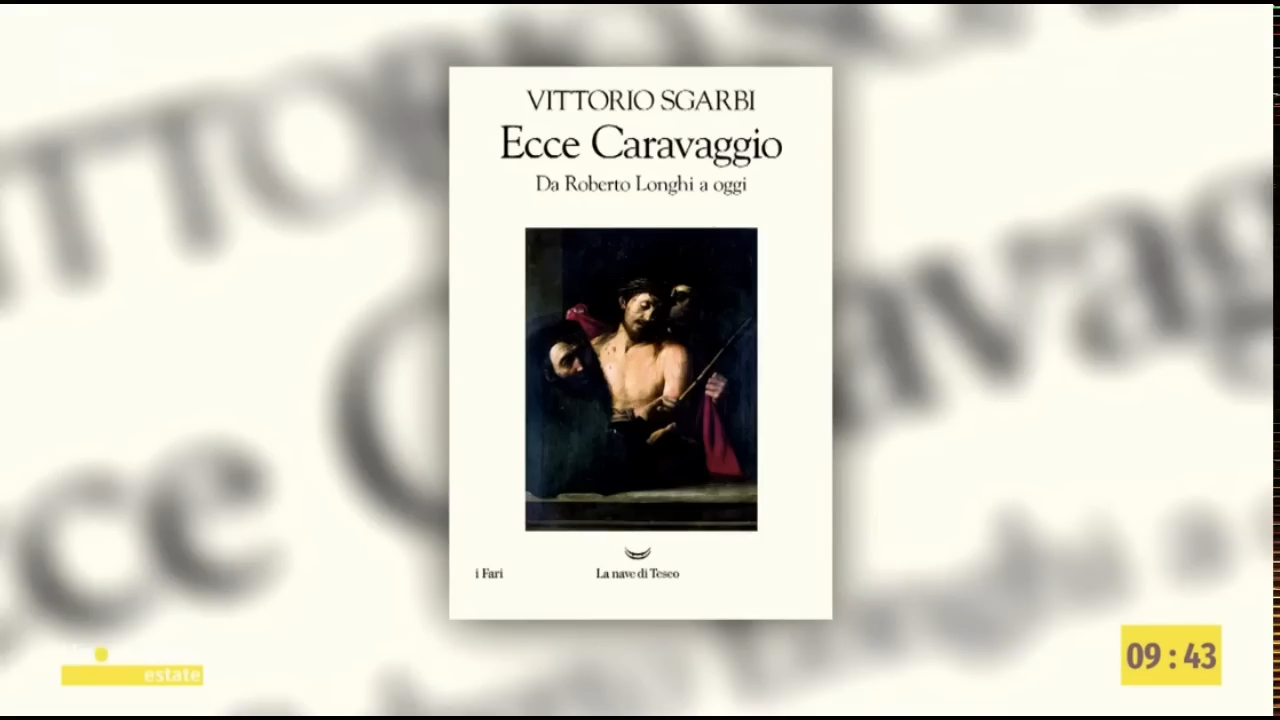 VITTORIO SGARBI
Ecce Caravaggio
Da Roberto Longhi a oggi
i Fari
La nave di Teseo
estate
09 : 43